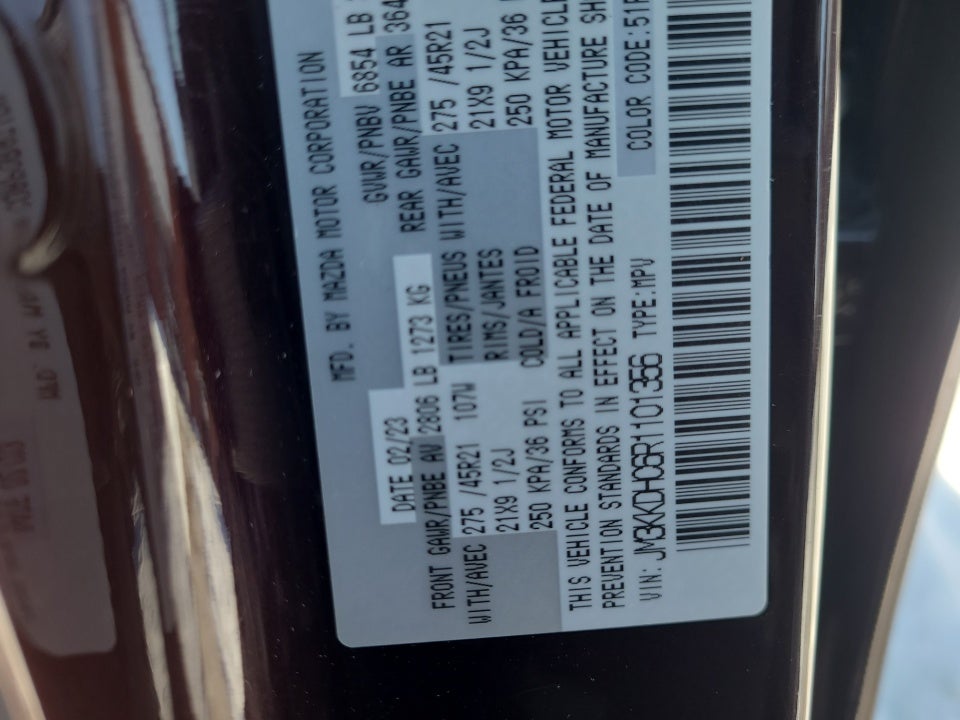 MFD. BY MAZDA MOTOR CORPORATION
DATE 02/23 GVWR/PNBV 6854 LB
FRONT GAWR/PNBE AV 2806 LB 1273 KG REAR GAWR/PNBE AR 364
WITH/AVEC 275 /45R21 107W TIRES/PNEUS WITH/AVEC 275 /45R21
21X9 1/2J RIMS/JANTES 21X9 1/2J
250 KPA/36 PSI COLD/A FROID 250 KPA/36
THIS VEHICLE CONFORMS TO ALL APPLICABLE FEDERAL MOTOR VEHICLE
PREVENTION STANDARDS IN EFFECT ON THE DATE OF MANUFACTURE SH
VIN: JM3KKDHC6R1101356 TYPE:MPV COLOR CODE:51